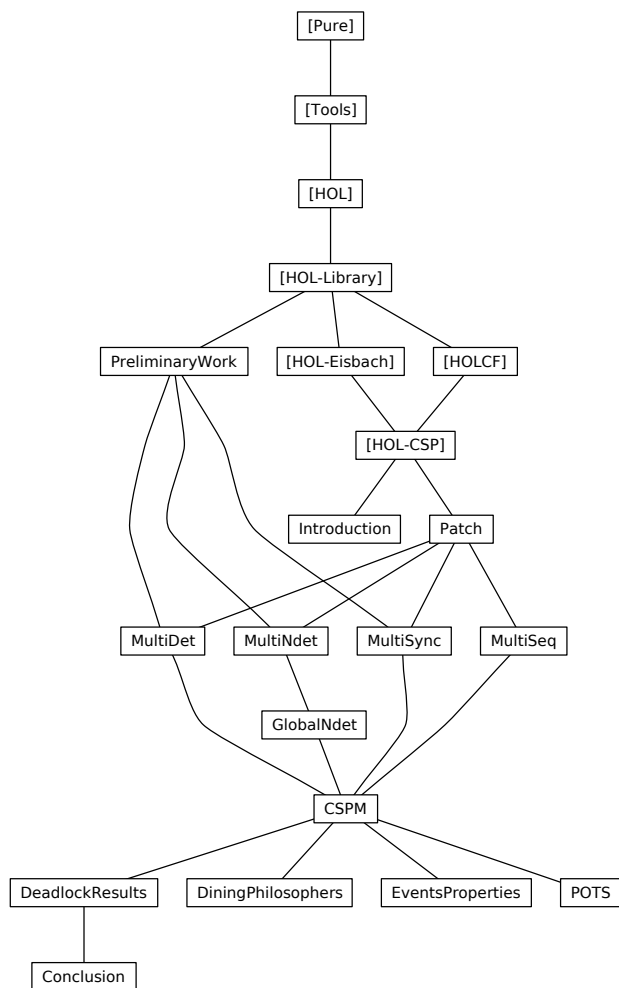 [Pure]
[Tools]
[HOL]
[HOL-Library]
PreliminaryWork
[HOL-Eisbach]
[HOLCF]
[HOL-CSP]
Introduction
Patch
MultiDet
MultiNdet
MultiSync
MultiSeq
GlobalNdet
CSPM
DeadlockResults
DiningPhilosophers
EventsProperties
POTS
Conclusion